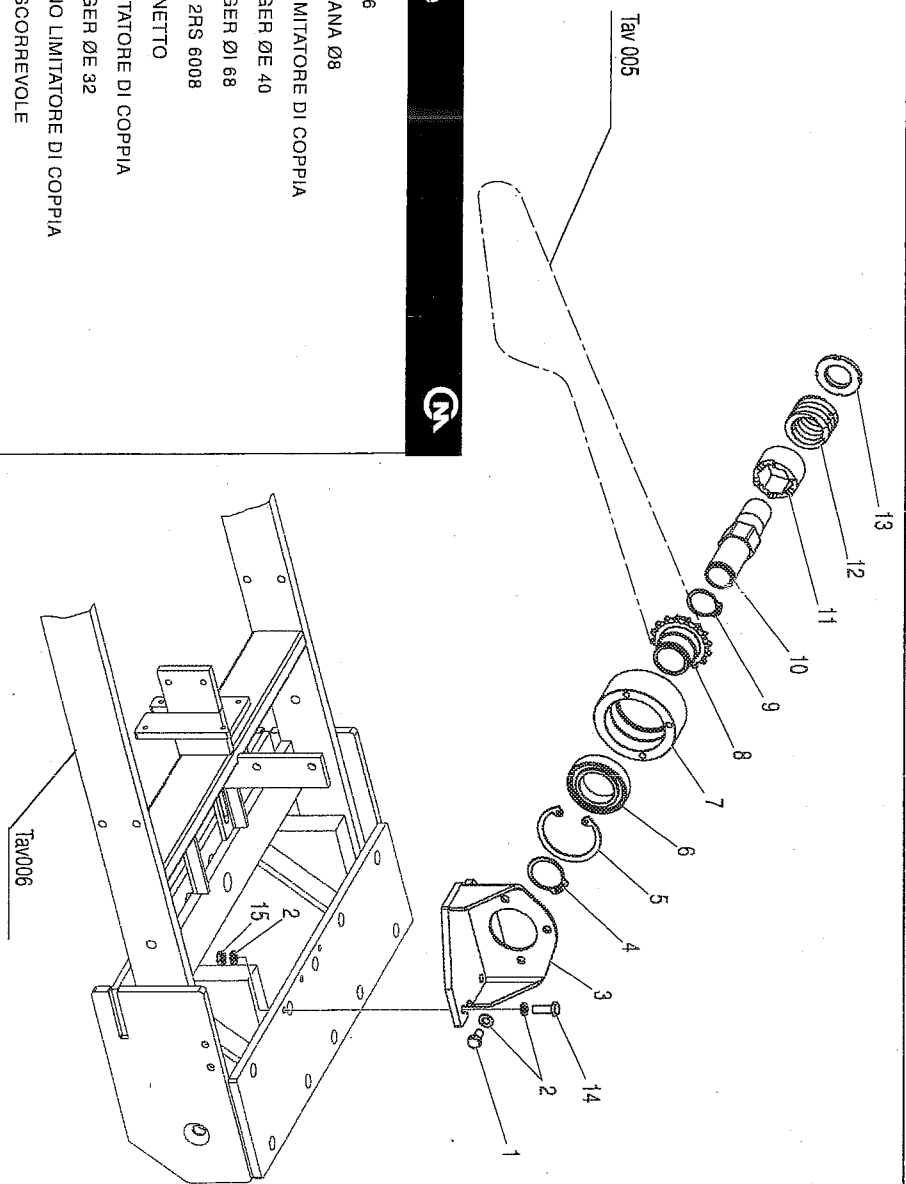 13
12
11
10
9
8
7
6
5
Tav 005
4
3
14
2
1
CM
6
ANA Ø8
MITATORE DI COPPIA
GER ØE 40
GER ØI 68
2RS 6008
NETTO
TATORE DI COPPIA
GER ØE 32
NO LIMITATORE DI COPPIA
SCORREVOLE
2
15
Tav006